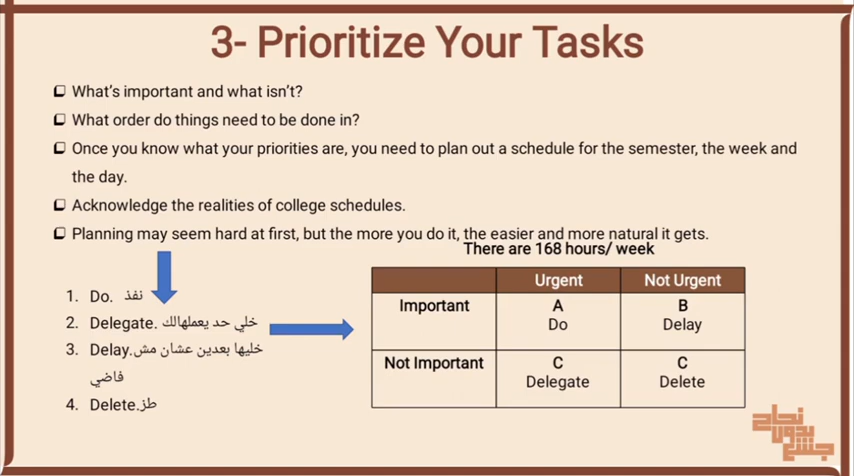 3- Prioritize Your Tasks
What's important and what isn't?
What order do things need to be done in?
Once you know what your priorities are, you need to plan out a schedule for the semester, the week and
the day.
Acknowledge the realities of college schedules.
Planning may seem hard at first, but the more you do it, the easier and more natural it gets.
There are 168 hours/ week
1. Do. نفذ
2. Delegate. خلي حد يعملهالك
3. Delay. خليها بعدين عشان مش
فاضي
4. Delete. طز
Urgent Not Urgent
Important A B
Do Delay
Not Important C C
Delegate Delete
نجاح
بدون
جشع